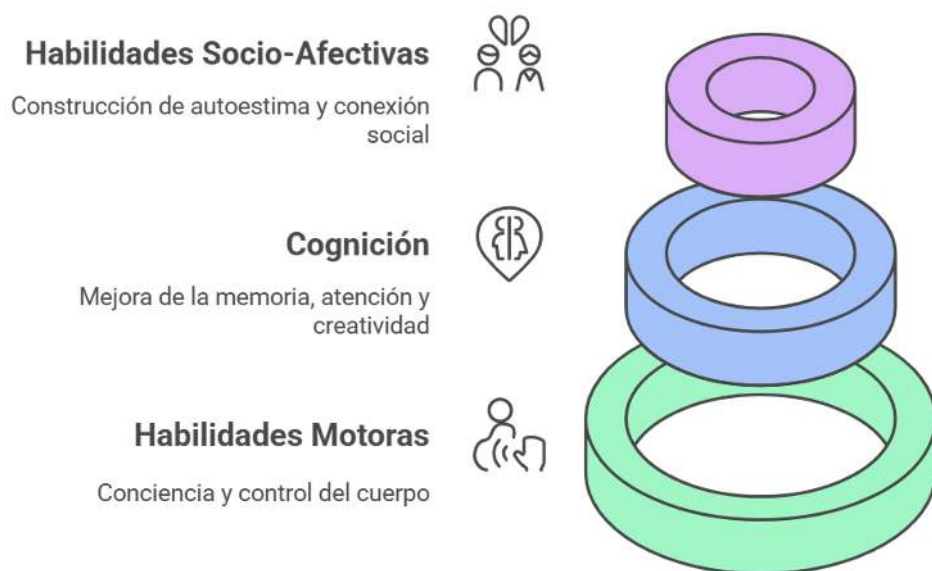 Habilidades Socio-Afectivas
Construcción de autoestima y conexión
social
Cognición
Mejora de la memoria, atención y
creatividad
Habilidades Motoras
Conciencia y control del cuerpo